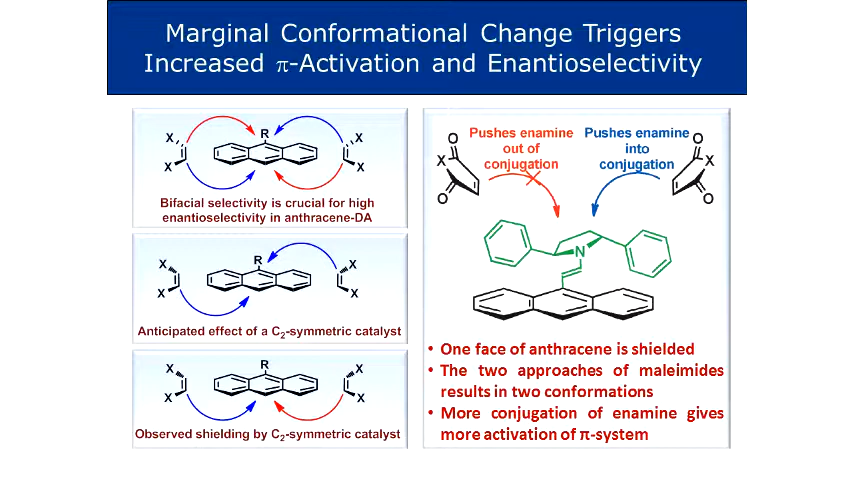 Marginal Conformational Change Triggers
Increased π-Activation and Enantioselectivity
R
X X
X X
Bifacial selectivity is crucial for high
enantioselectivity in anthracene-DA
R
X X
X X
Anticipated effect of a C₂-symmetric catalyst
R
X X
X X
Observed shielding by C₂-symmetric catalyst
Pushes enamine
out of
conjugation
Pushes enamine
into
conjugation
O O
X X
O O
N
• One face of anthracene is shielded
• The two approaches of maleimides
results in two conformations
• More conjugation of enamine gives
more activation of π-system